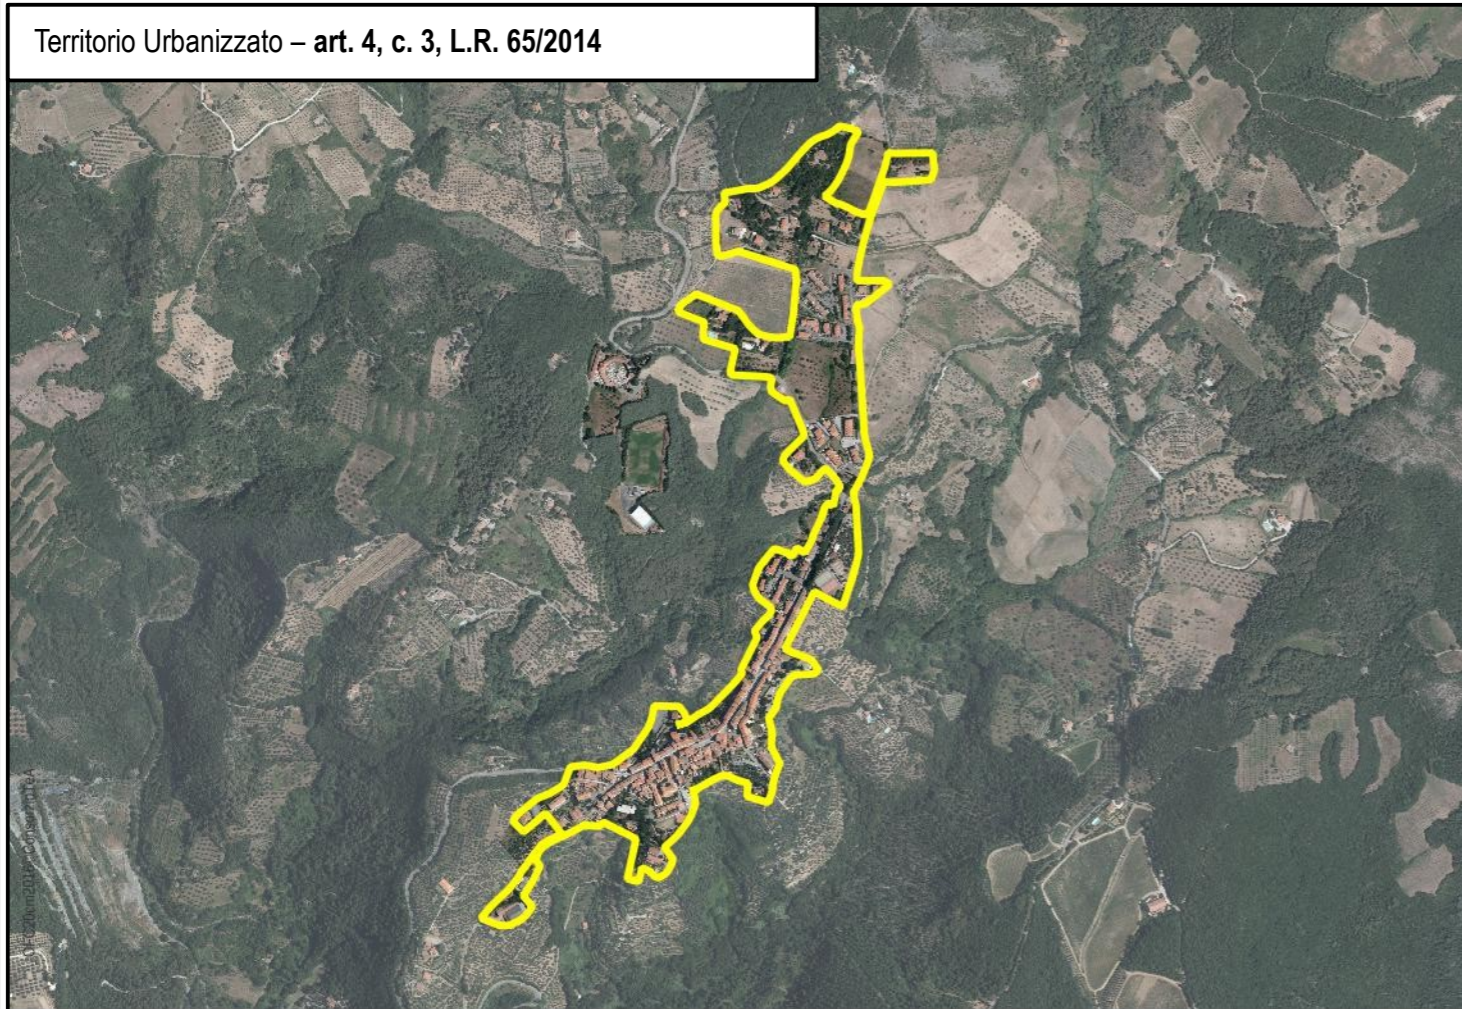 Territorio Urbanizzato – art. 4, c. 3, L.R. 65/2014